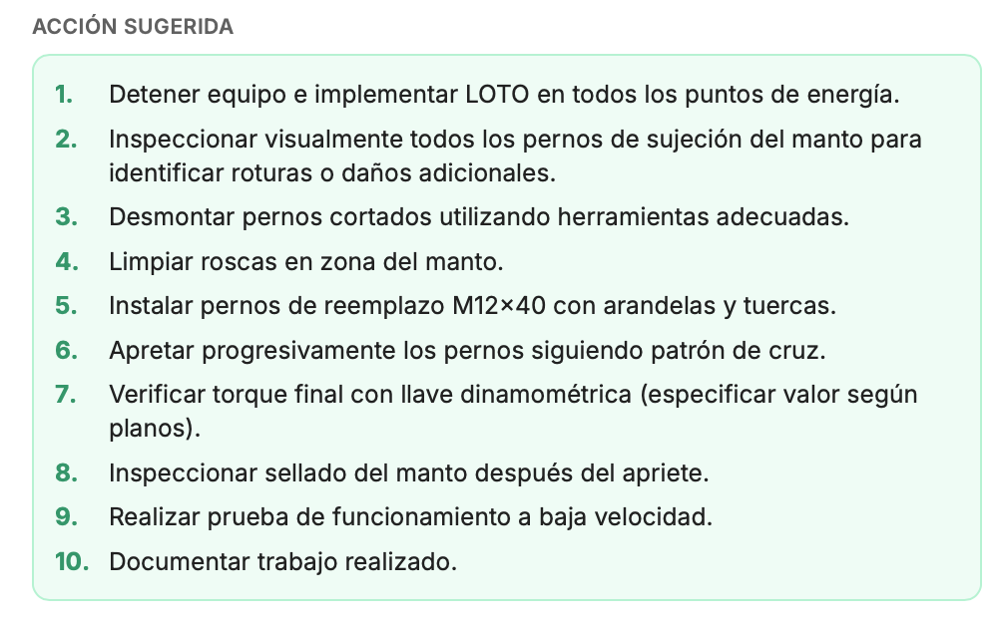 ACCIÓN SUGERIDA
1. Detener equipo e implementar LOTO en todos los puntos de energía.
2. Inspeccionar visualmente todos los pernos de sujeción del manto para
identificar roturas o daños adicionales.
3. Desmontar pernos cortados utilizando herramientas adecuadas.
4. Limpiar roscas en zona del manto.
5. Instalar pernos de reemplazo M12×40 con arandelas y tuercas.
6. Apretar progresivamente los pernos siguiendo patrón de cruz.
7. Verificar torque final con llave dinamométrica (especificar valor según
planos).
8. Inspeccionar sellado del manto después del apriete.
9. Realizar prueba de funcionamiento a baja velocidad.
10. Documentar trabajo realizado.